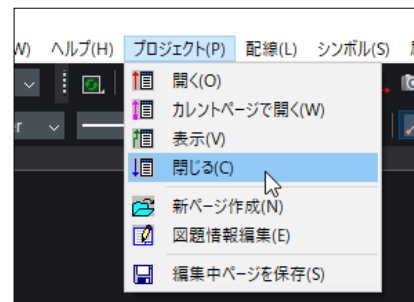 W) ヘルプ(H) プロジェクト(P) 配線(L) シンボル(S)
開く(O)
カレントページで開く(W)
表示(V)
閉じる(C)
新ページ作成(N)
図題情報編集(E)
編集中ページを保存(S)